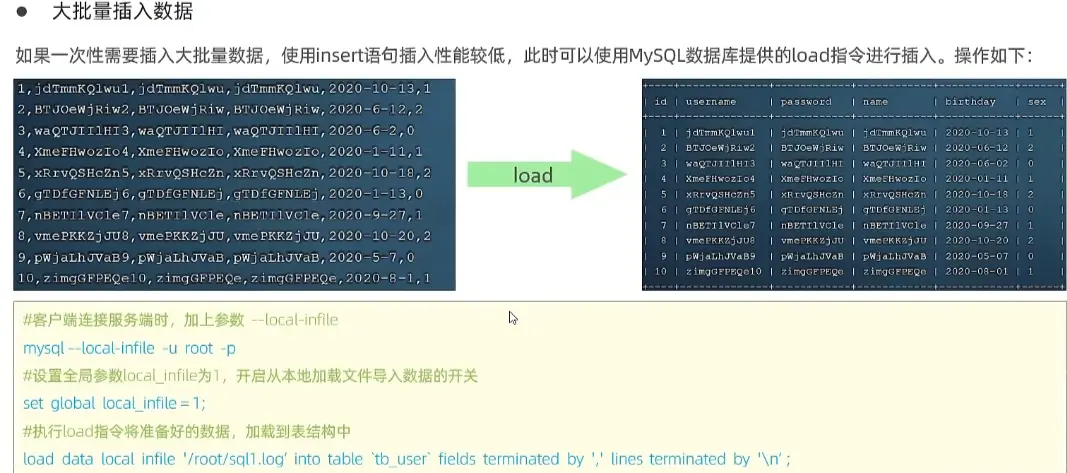 ● 大批量插入数据
如果一次性需要插入大批量数据，使用insert语句插入性能较低，此时可以使用MySQL数据库提供的load指令进行插入。操作如下：
1,jdTmmKQlwu1,jdTmmKQlwu,jdTmmKQlwu,2020-10-13,1
2,BTJOeWjRiw2,BTJOeWjRiw,BTJOeWjRiw,2020-6-12,2
3,waQTJIIlHI3,waQTJIIlHI,waQTJIIlHI,2020-6-2,0
4,XmeFHwozIo4,XmeFHwozIo,XmeFHwozIo,2020-1-11,1
5,xRrvQSHcZn5,xRrvQSHcZn,xRrvQSHcZn,2020-10-18,2
6,gTDfGFNLEj6,gTDfGFNLEj,gTDfGFNLEj,2020-1-13,0
7,nBETIlVCle7,nBETIlVCle,nBETIlVCle,2020-9-27,1
8,vmePKKZjJU8,vmePKKZjJU,vmePKKZjJU,2020-10-20,2
9,pWjaLhJVaB9,pWjaLhJVaB,pWjaLhJVaB,2020-5-7,0
10,zimgGFPEQe10,zimgGFPEQe,zimgGFPEQe,2020-8-1,1
load
| id | username | password | name | birthday | sex |
| 1 | jdTmmKQlwu1 | jdTmmKQlwu | jdTmmKQlwu | 2020-10-13 | 1
| 2 | BTJOeWjRiw2 | BTJOeWjRiw | BTJOeWjRiw | 2020-06-12 | 2
| 3 | waQTJIIlHI3 | waQTJIIlHI | waQTJIIlHI | 2020-06-02 | 0
| 4 | XmeFHwozIo4 | XmeFHwozIo | XmeFHwozIo | 2020-01-11 | 1
| 5 | xRrvQSHcZn5 | xRrvQSHcZn | xRrvQSHcZn | 2020-10-18 | 2
| 6 | gTDfGFNLEj6 | gTDfGFNLEj | gTDfGFNLEj | 2020-01-13 | 0
| 7 | nBETIlVCle7 | nBETIlVCle | nBETIlVCle | 2020-09-27 | 1
| 8 | vmePKKZjJU8 | vmePKKZjJU | vmePKKZjJU | 2020-10-20 | 2
| 9 | pWjaLhJVaB9 | pWjaLhJVaB | pWjaLhJVaB | 2020-05-07 | 0
| 10 | zimgGFPEQe10 | zimgGFPEQe | zimgGFPEQe | 2020-08-01 | 1
#客户端连接服务端时，加上参数 --local-infile
mysql --local-infile -u root -p
#设置全局参数local_infile为1，开启从本地加载文件导入数据的开关
set global local_infile = 1;
#执行load指令将准备好的数据，加载到表结构中
load data local infile '/root/sql1.log' into table `tb_user` fields terminated by ',' lines terminated by '\n' ;